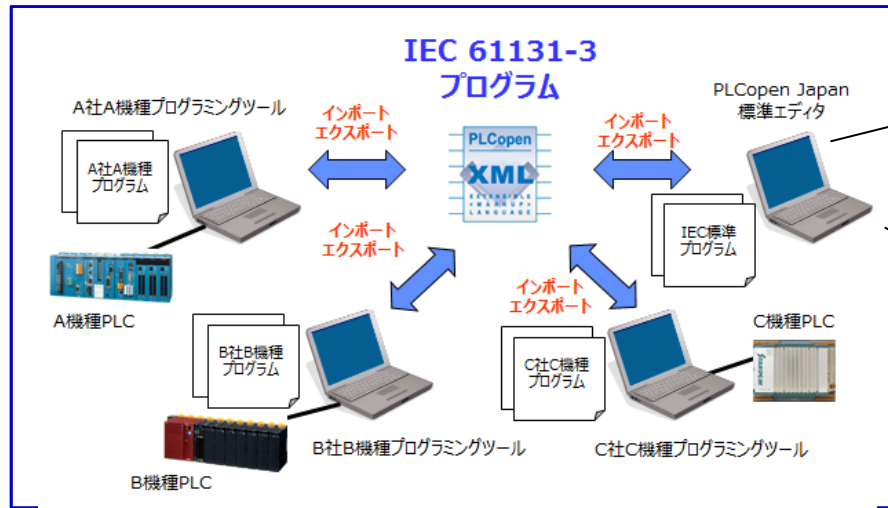 IEC 61131-3
プログラム
A社A機種プログラミングツール
インポート
エクスポート
PLCopen
XML
EXTENSIBLE
MARKUP
LANGUAGE
インポート
エクスポート
PLCopen Japan
標準エディタ
A社A機種
プログラム
インポート
エクスポート
IEC標準
プログラム
A機種PLC
インポート
エクスポート
B社B機種
プログラム
C社C機種
プログラム
C機種PLC
B社B機種プログラミングツール
C社C機種プログラミングツール
B機種PLC